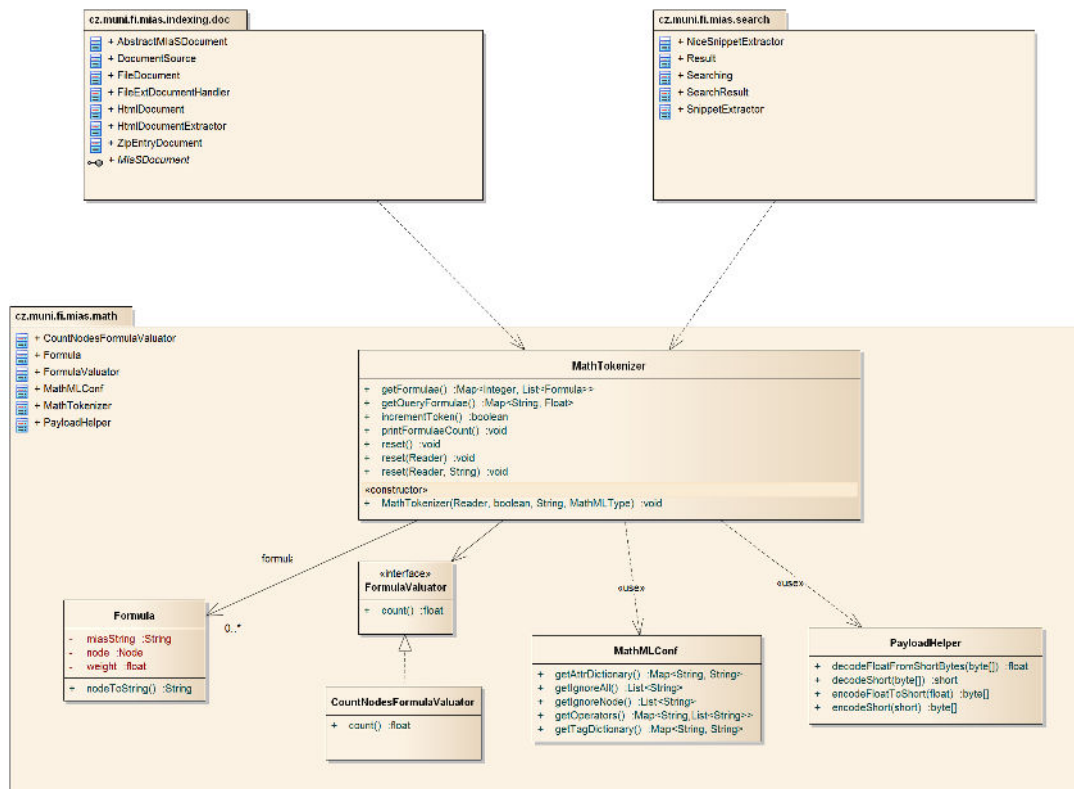 cz.muni.fi.mias.indexing.doc
+ AbstractMIaSDocument
+ DocumentSource
+ FileDocument
+ FileExtDocumentHandler
+ HtmlDocument
+ HtmlDocumentExtractor
+ ZipEntryDocument
+ MIaSDocument
cz.muni.fi.mias.search
+ NiceSnippetExtractor
+ Result
+ Searching
+ SearchResult
+ SnippetExtractor
cz.muni.fi.mias.math
+ CountNodesFormulaValuator
+ Formula
+ FormulaValuator
+ MathMLConf
+ MathTokenizer
+ PayloadHelper
MathTokenizer
+ getFormulae() :Map<Integer, List<Formula>>
+ getQueryFormulae() :Map<String, Float>
+ incrementToken() :boolean
+ printFormulaeCount() :void
+ reset() :void
+ reset(Reader) :void
+ reset(Reader, String) :void
«constructor»
+ MathTokenizer(Reader, boolean, String, MathMLType) :void
formula
0..*
«use»
«use»
Formula
- miasString :String
- node :Node
- weight :float
+ nodeToString() :String
«interface»
FormulaValuator
+ count() :float
CountNodesFormulaValuator
+ count() :float
MathMLConf
+ getAttrDictionary() :Map<String, String>
+ getIgnoreAll() :List<String>
+ getIgnoreNode() :List<String>
+ getOperators() :Map<String,List<String>>
+ getTagDictionary() :Map<String, String>
PayloadHelper
+ decodeFloatFromShortBytes(byte[]) :float
+ decodeShort(byte[]) :short
+ encodeFloatToShort(float) :byte[]
+ encodeShort(short) :byte[]